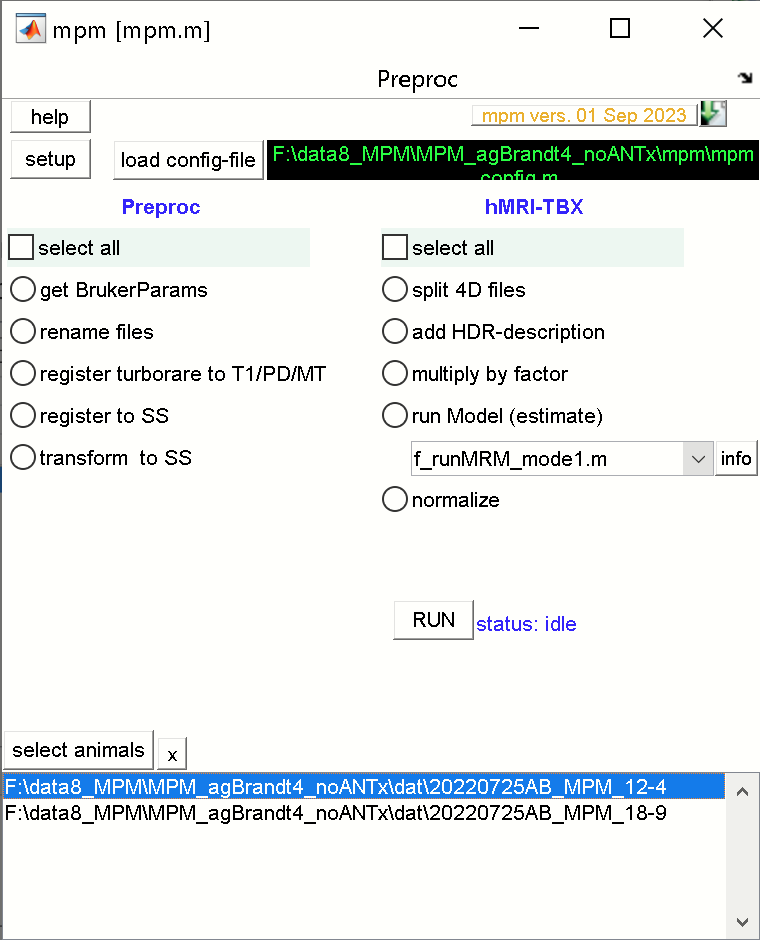 mpm [mpm.m]
Preproc
help
mpm vers. 01 Sep 2023
setup
load config-file
F:\data8_MPM\MPM_agBrandt4_noANTx\mpm\mpm
config.m
Preproc
hMRI-TBX
select all
select all
get BrukerParams
split 4D files
rename files
add HDR-description
register turborare to T1/PD/MT
multiply by factor
register to SS
run Model (estimate)
transform  to SS
f_runMRM_mode1.m
info
normalize
RUN
status: idle
select animals
x
F:\data8_MPM\MPM_agBrandt4_noANTx\dat\20220725AB_MPM_12-4
F:\data8_MPM\MPM_agBrandt4_noANTx\dat\20220725AB_MPM_18-9